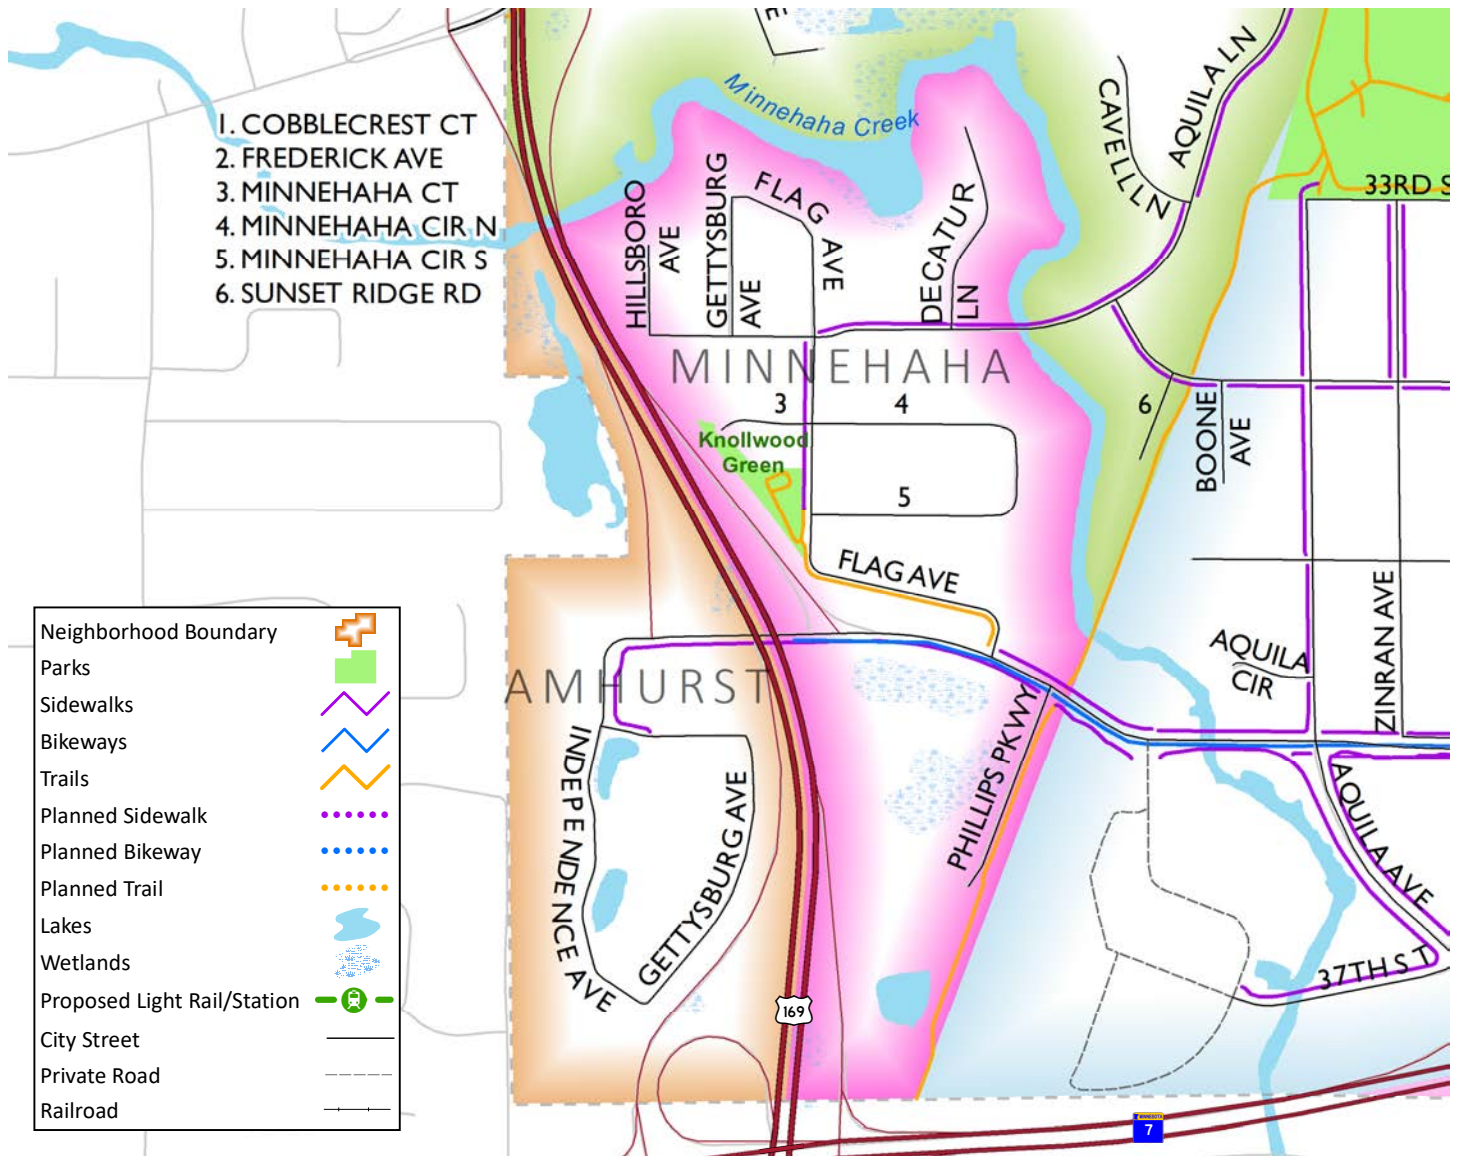 VE
Minnehaha Creek
AQUILA LN
CAVELL LN
1. COBBLECREST CT
2. FREDERICK AVE
3. MINNEHAHA CT
4. MINNEHAHA CIR N
5. MINNEHAHA CIR S
6. SUNSET RIDGE RD
HILLSBORO
AVE
GETTYSBURG
AVE
FLAG
AVE
DECATUR
LN
33RD S
MINNEHAHA
3
4
6
BOONE
AVE
Knollwood
Green
5
FLAG AVE
ZINRAN AVE
AQUILA
CIR
AMHURST
PHILLIPS PKWY
INDEPENDENCE AVE
GETTYSBURG AVE
AQUILA AVE
37TH ST
169
MINNESOTA
7
Neighborhood Boundary
Parks
Sidewalks
Bikeways
Trails
Planned Sidewalk
Planned Bikeway
Planned Trail
Lakes
Wetlands
Proposed Light Rail/Station
City Street
Private Road
Railroad